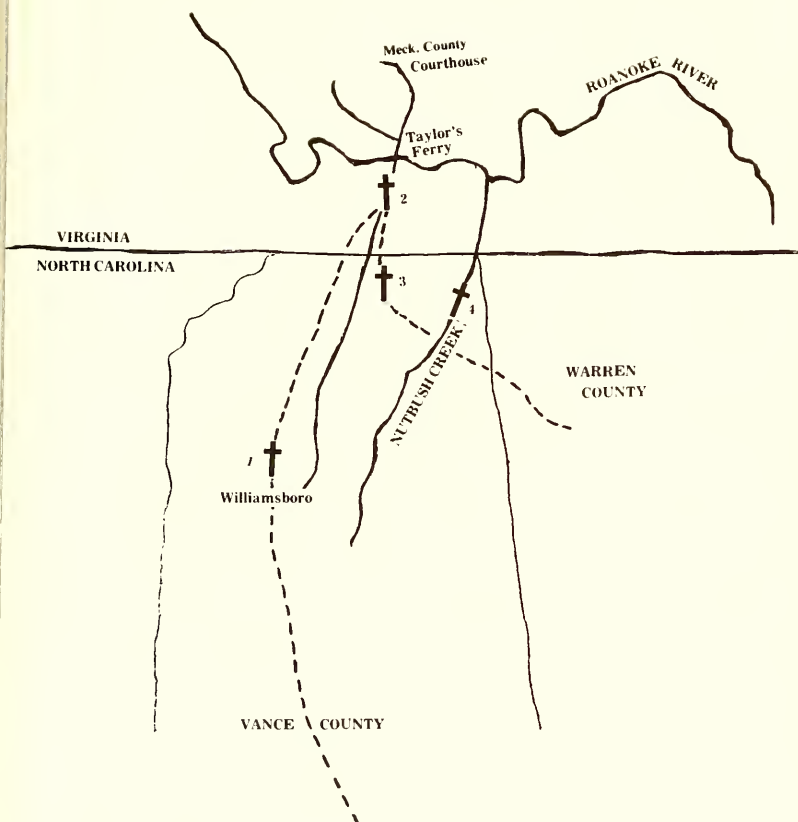 Meck. County
Courthouse
ROANOKE RIVER
Taylor's
Ferry
2
VIRGINIA
NORTH CAROLINA
3
4
NUTBUSH CREEK
WARREN
COUNTY
1
Williamsboro
VANCE COUNTY